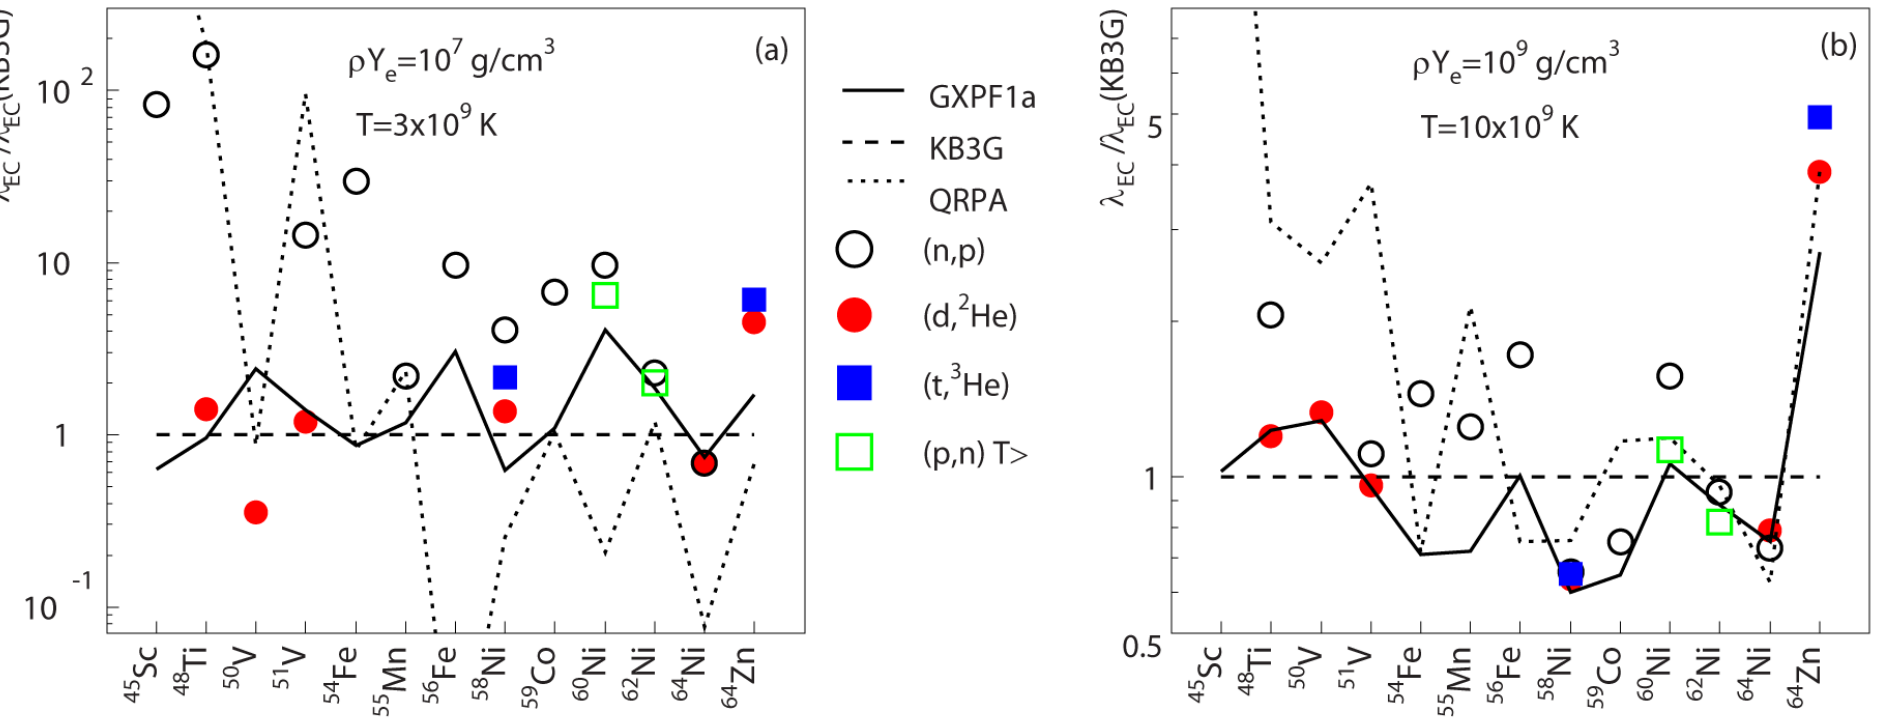 λEC /λEC(KB3G)
10 2
10
1
10 -1
ρYe=10⁷ g/cm³
T=3x10⁹ K
(a)
45Sc
48Ti
50V
51V
54Fe
55Mn
56Fe
58Ni
59Co
60Ni
62Ni
64Ni
64Zn
GXPF1a
KB3G
QRPA
(n,p)
(d,²He)
(t,³He)
(p,n) T>
λEC /λEC(KB3G)
5
1
0.5
ρYe=10⁹ g/cm³
T=10x10⁹ K
(b)
45Sc
48Ti
50V
51V
54Fe
55Mn
56Fe
58Ni
59Co
60Ni
62Ni
64Ni
64Zn